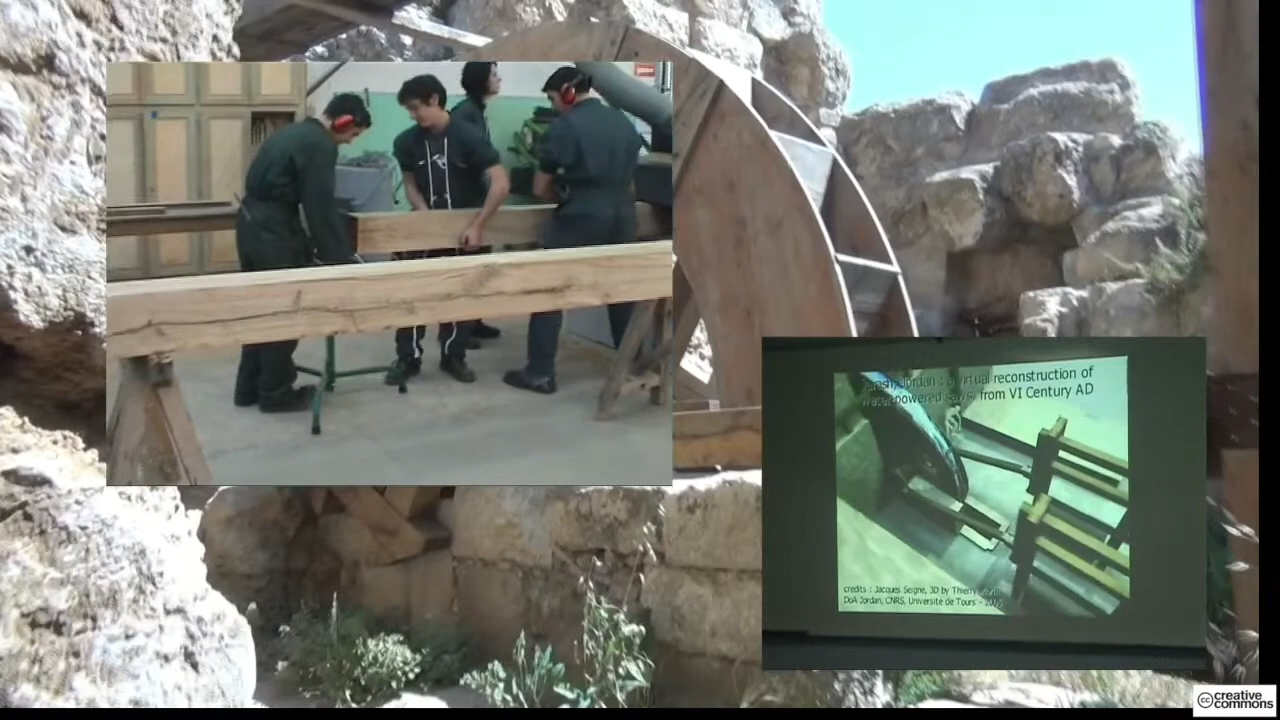 Jordan : a virtual reconstruction of
water-powered saws, from VI Century AD
credits : Jacques Seigne, 3D by Thierry
DoA Jordan, CNRS, Université de Tours -
creative
commons